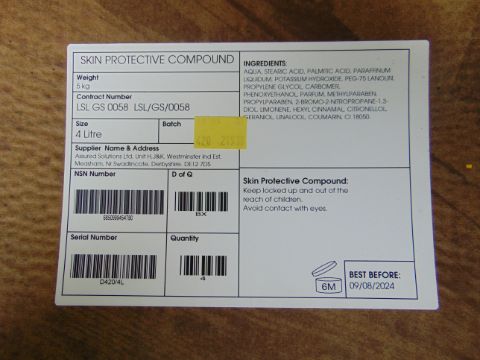 SKIN PROTECTIVE COMPOUND
Weight
5 kg
Contract Number
LSL GS 0058 LSL/GS/0058
Size
4 Litre
Batch
Supplier Name & Address
Assured Solutions Ltd, Unit H,J&K, Westminster Ind Est,
Measham, Nr Swadlincote, Derbyshire. DE12 7DS
NSN Number
D of Q
BX
Serial Number
D420/4L
Quantity
4
INGREDIENTS:
AQUA, STEARIC ACID, PALMITIC ACID, PARAFFINUM
LIQUIDUM, POTASSIUM HYDROXIDE, PEG-75 LANOLIN,
PROPYLENE GLYCOL, CARBOMER,
PHENOXYETHANOL, PARFUM, METHYLPARABEN,
PROPYLPARABEN, 2-BROMO-2-NITROPROPANE-1,3-
DIOL, LIMONENE, HEXYL CINNAMAL, CITRONELLOL,
GERANIOL, LINALOOL, COUMARIN, CI 18050.
Skin Protective Compound:
Keep locked up and out of the
reach of children.
Avoid contact with eyes.
6M
BEST BEFORE:
09/08/2024